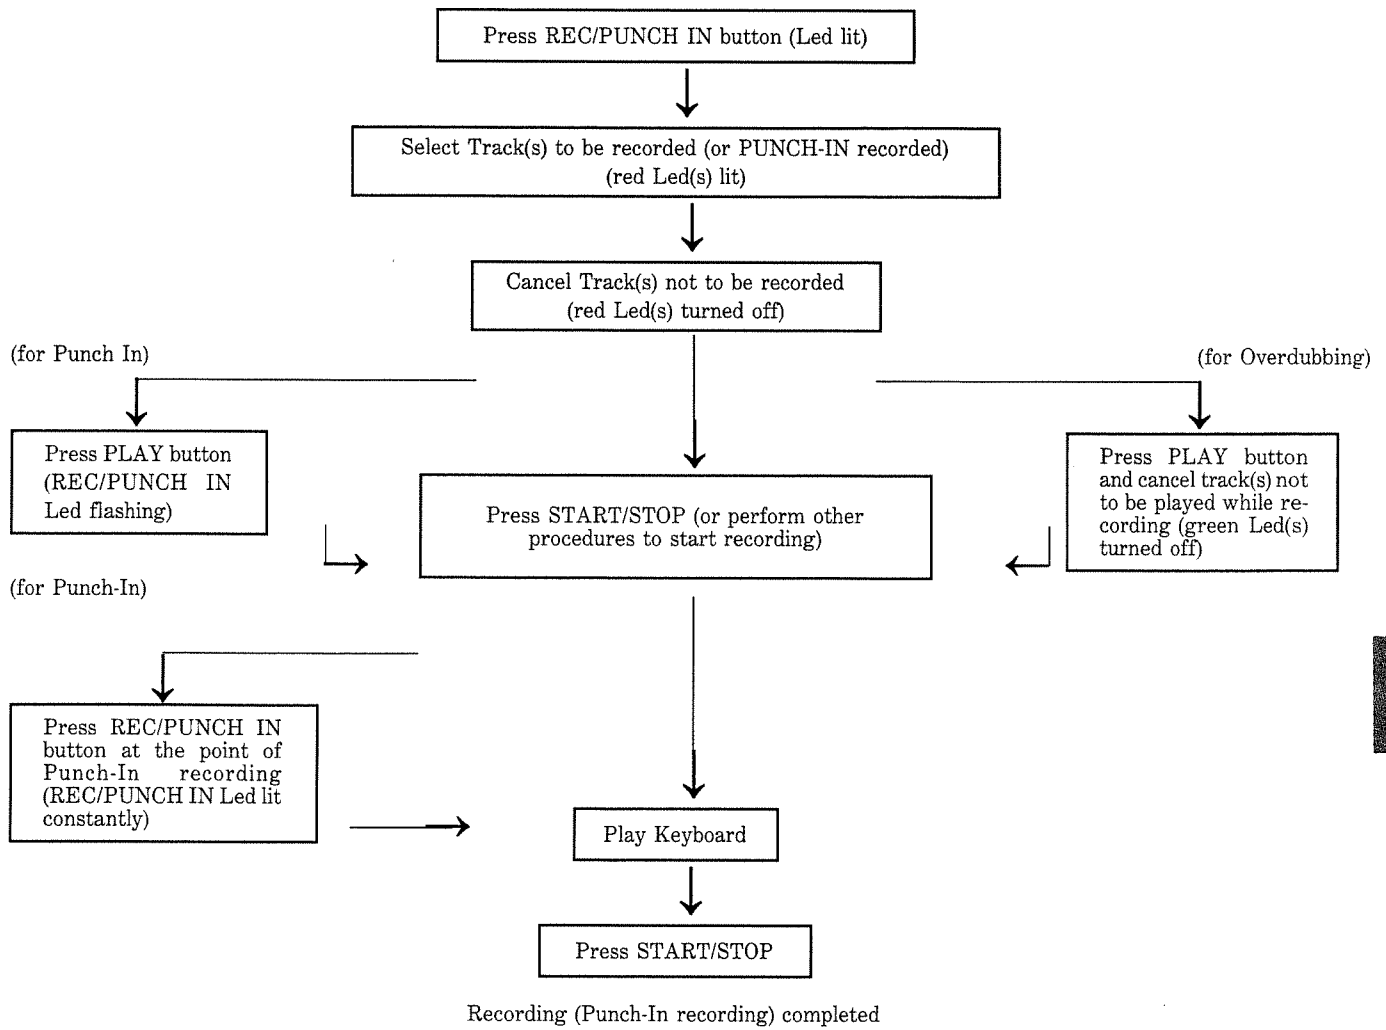 Press REC/PUNCH IN button (Led lit)
Select Track(s) to be recorded (or PUNCH-IN recorded)
(red Led(s) lit)
Cancel Track(s) not to be recorded
(red Led(s) turned off)
(for Punch In)
(for Overdubbing)
Press PLAY button
(REC/PUNCH IN
Led flashing)
Press START/STOP (or perform other
procedures to start recording)
Press PLAY button
and cancel track(s) not
to be played while re-
cording (green Led(s)
turned off)
(for Punch-In)
Press REC/PUNCH IN
button at the point of
Punch-In recording
(REC/PUNCH IN Led lit
constantly)
Play Keyboard
Press START/STOP
Recording (Punch-In recording) completed